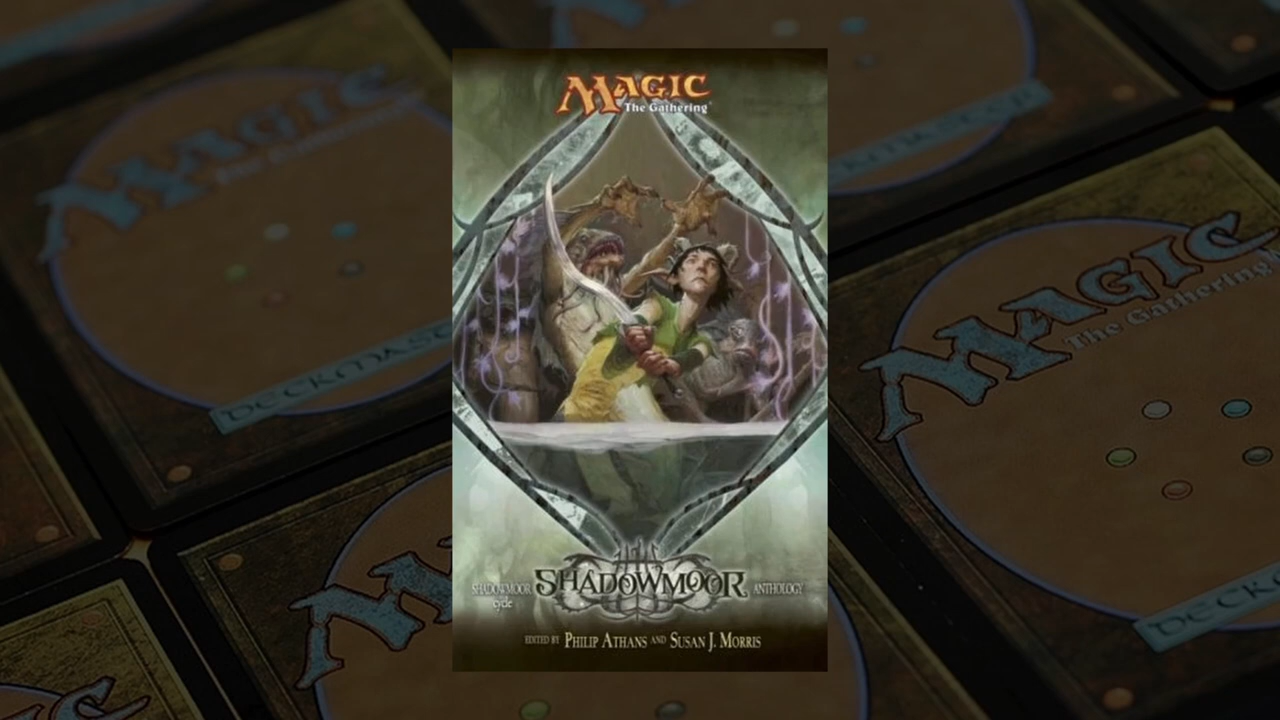 MAGIC
The Gathering
SHADOWMOOR
cycle
SHADOWMOOR
ANTHOLOGY
EDITED BY PHILIP ATHANS AND SUSAN J. MORRIS
MAGIC
The Gathering
DECKMASTER
MAGIC
The Gathering
DECK